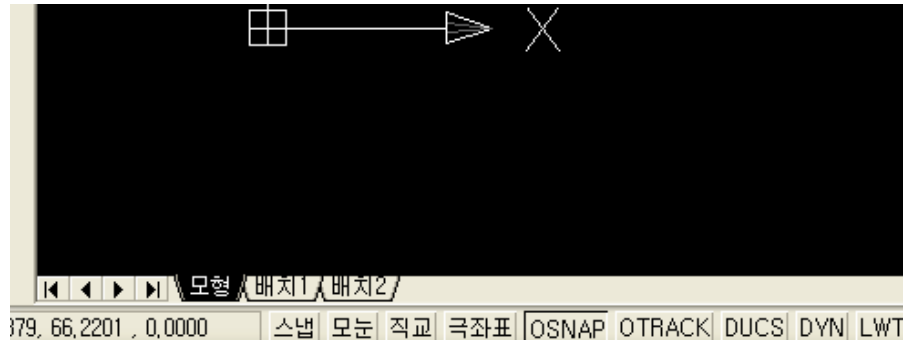 X
모형 배치1 배치2
379, 66,2201 , 0,0000 스냅 모눈 직교 극좌표 OSNAP OTRACK DUCS DYN LWT